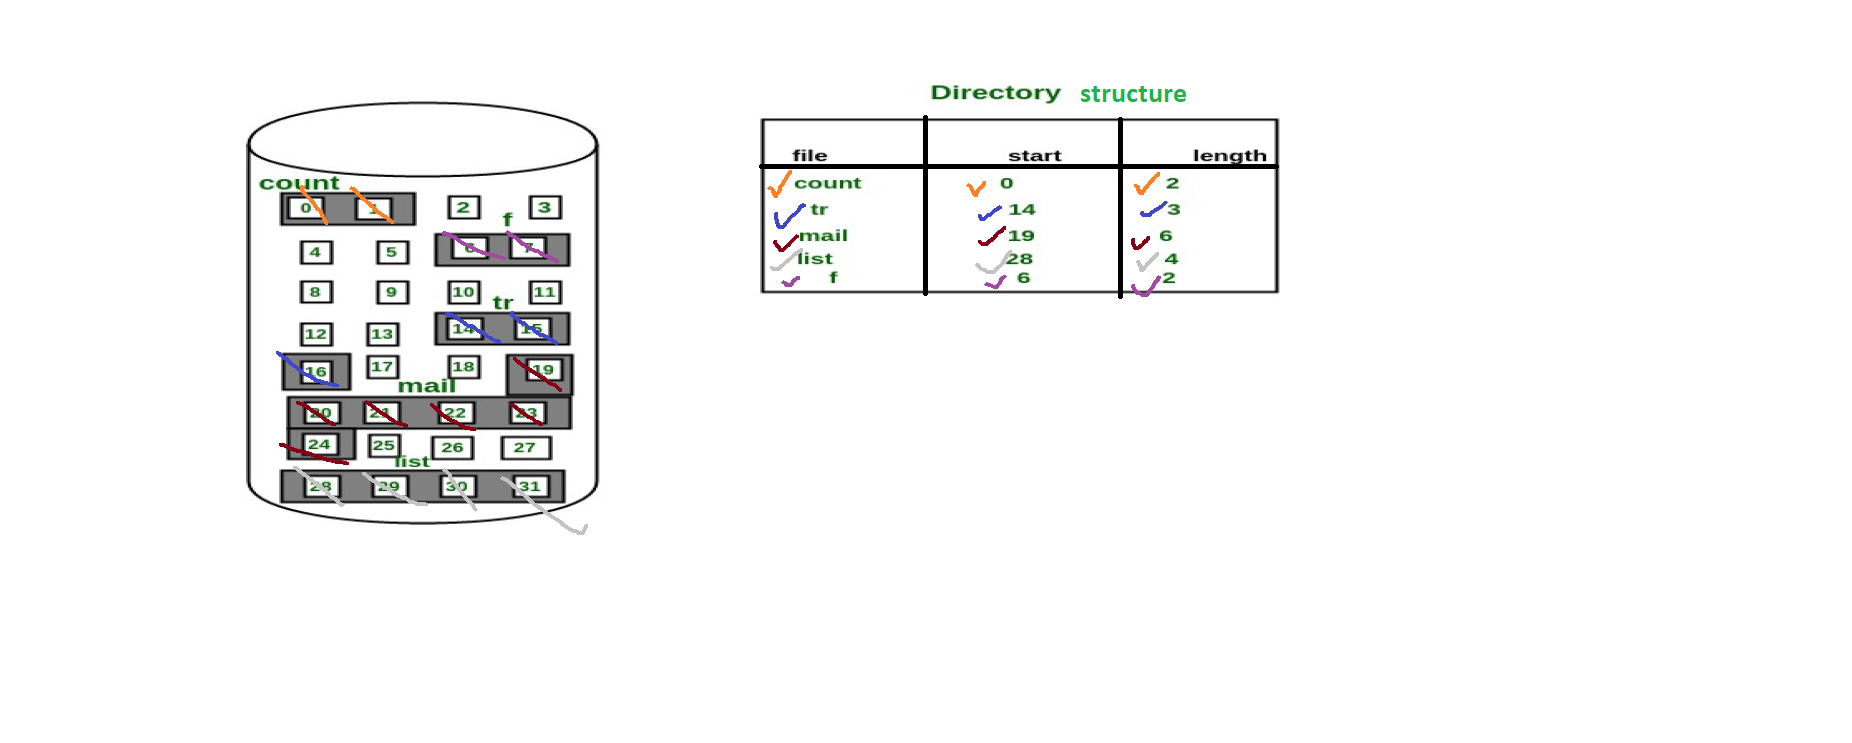 Directory structure
file start length
count 0 2
tr 14 3
mail 19 6
list 28 4
f 6 2
count
0 1 2 3
f
4 5 6 7
8 9 10 11
tr
12 13 14 15
16 17 18 19
mail
20 21 22 23
24 25 26 27
list
28 29 30 31